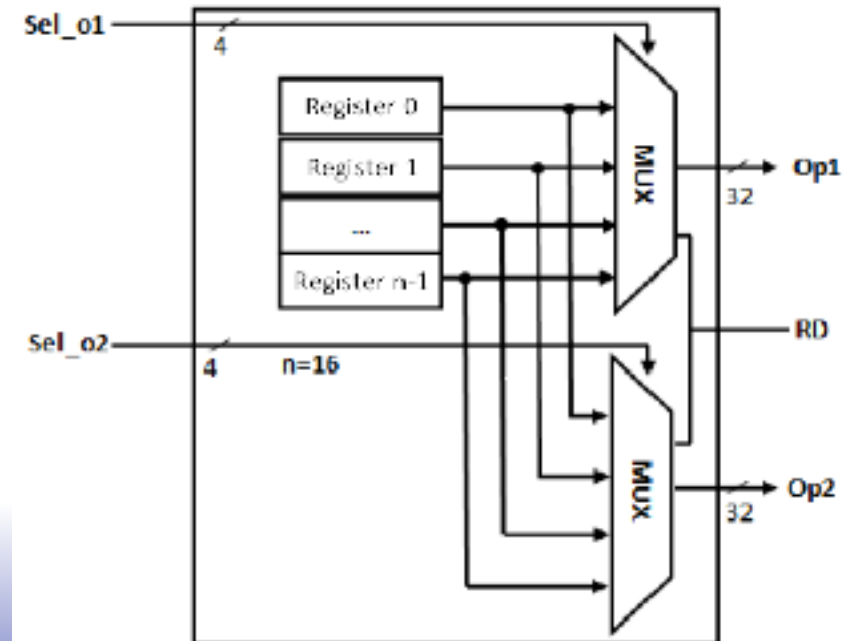 Sel_o1
4
Register 0
Register 1
...
Register n-1
MUX
Op1
32
RD
Sel_o2
4
n=16
MUX
Op2
32